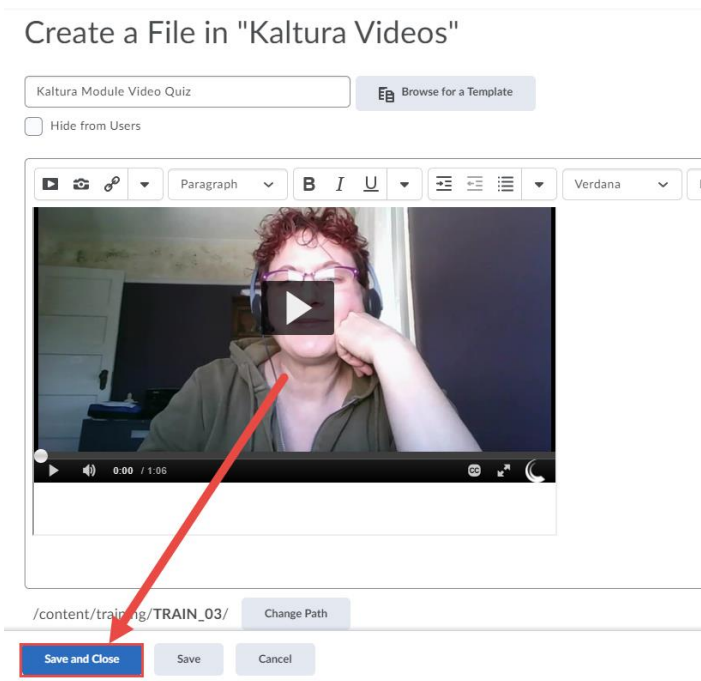 Create a File in "Kaltura Videos"
Kaltura Module Video Quiz
Browse for a Template
Hide from Users
Paragraph
B I U
Verdana
0:00 / 1:06
CC
/content/training/TRAIN_03/
Change Path
Save and Close
Save
Cancel